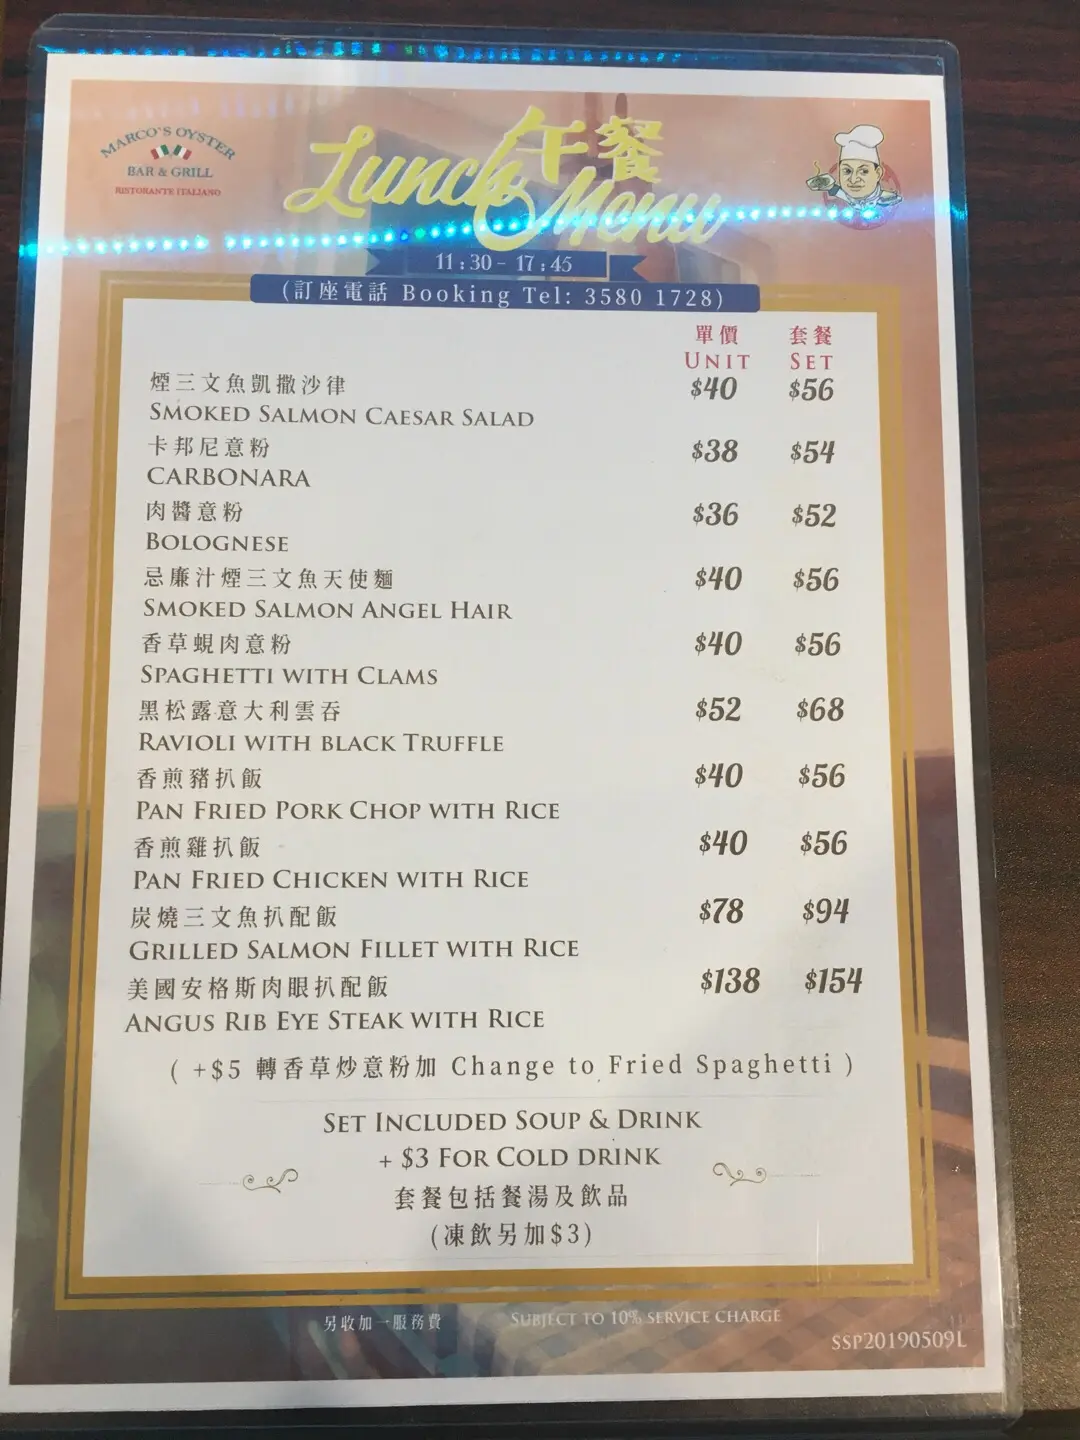 MARCO'S OYSTER
BAR & GRILL
RISTORANTE ITALIANO
午餐
Lunch Menu
11:30 - 17:45
(訂座電話 Booking Tel: 3580 1728)
單價 套餐
UNIT SET
煙三文魚凱撒沙律 $40 $56
SMOKED SALMON CAESAR SALAD
卡邦尼意粉 $38 $54
CARBONARA
肉醬意粉 $36 $52
BOLOGNESE
忌廉汁煙三文魚天使麵 $40 $56
SMOKED SALMON ANGEL HAIR
香草蜆肉意粉 $40 $56
SPAGHETTI WITH CLAMS
黑松露意大利雲吞 $52 $68
RAVIOLI WITH BLACK TRUFFLE
香煎豬扒飯 $40 $56
PAN FRIED PORK CHOP WITH RICE
香煎雞扒飯 $40 $56
PAN FRIED CHICKEN WITH RICE
炭燒三文魚扒配飯 $78 $94
GRILLED SALMON FILLET WITH RICE
美國安格斯肉眼扒配飯 $138 $154
ANGUS RIB EYE STEAK WITH RICE
( +$5 轉香草炒意粉加 Change to Fried Spaghetti )
SET INCLUDED SOUP & DRINK
+ $3 FOR COLD DRINK
套餐包括餐湯及飲品
(凍飲另加$3)
另收加一服務費 SUBJECT TO 10% SERVICE CHARGE
SSP20190509L